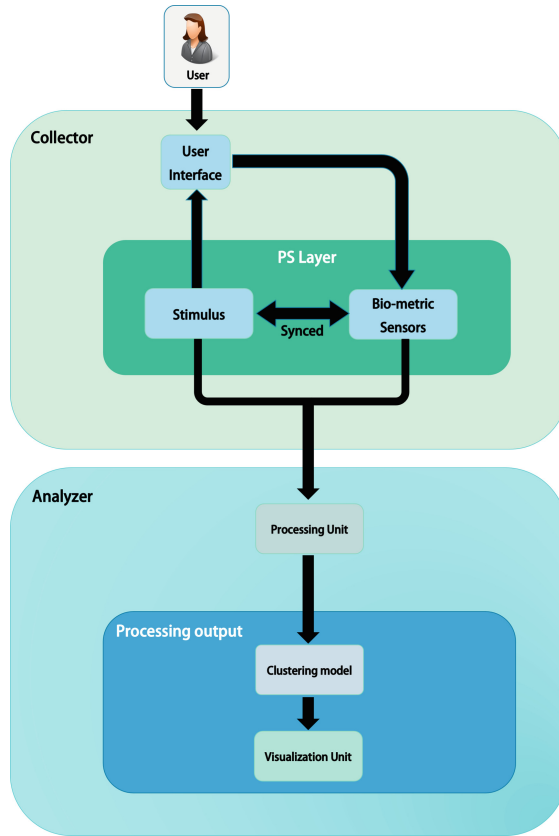 User
Collector
User
Interface
PS Layer
Stimulus
Synced
Bio-metric
Sensors
Analyzer
Processing Unit
Processing output
Clustering model
Visualization Unit